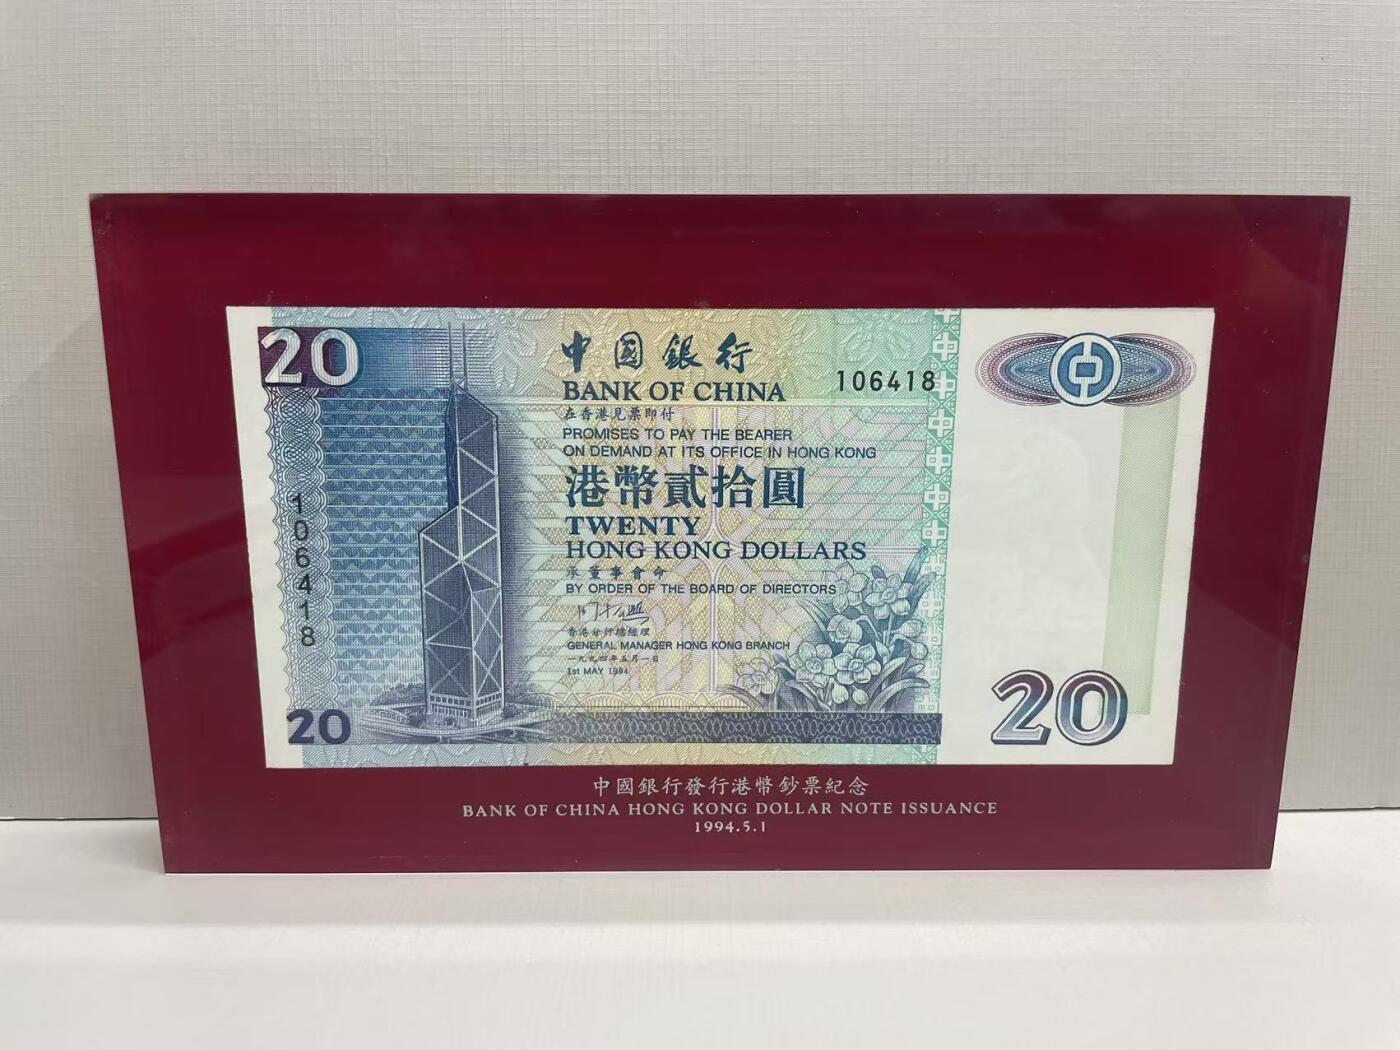 20
中國銀行
BANK OF CHINA
106418
在香港見票即付
PROMISES TO PAY THE BEARER
ON DEMAND AT ITS OFFICE IN HONG KONG
港幣貳拾圓
TWENTY
HONG KONG DOLLARS
承董事會命
BY ORDER OF THE BOARD OF DIRECTORS
香港分行總經理
GENERAL MANAGER HONG KONG BRANCH
一九九四年五月一日
1st MAY 1994
106418
20
20
中國銀行發行港幣鈔票紀念
BANK OF CHINA HONG KONG DOLLAR NOTE ISSUANCE
1994.5.1